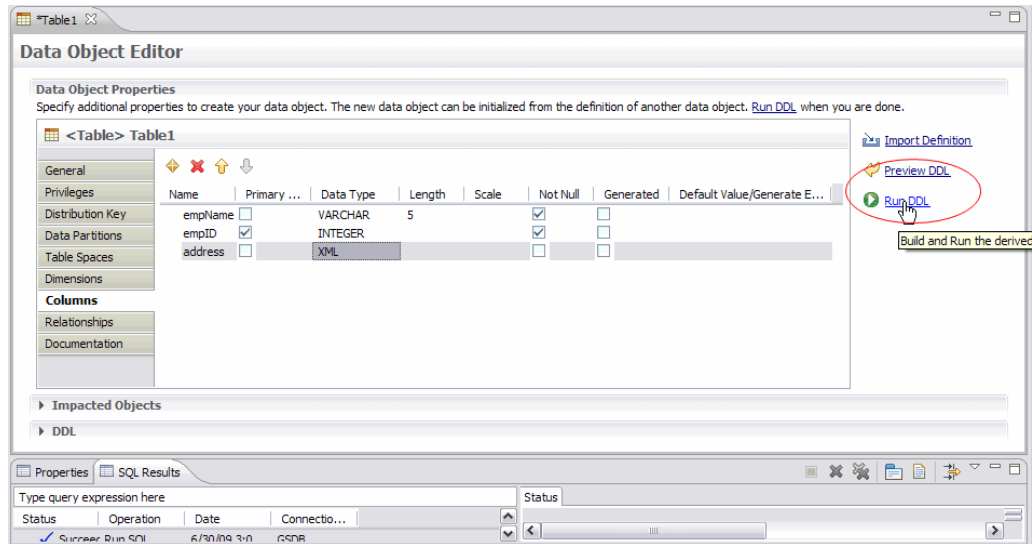 *Table1
Data Object Editor
Data Object Properties
Specify additional properties to create your data object. The new data object can be initialized from the definition of another data object. Run DDL when you are done.
<Table> Table1
Import Definition
Preview DDL
Run DDL
Build and Run the derived
General
Privileges
Distribution Key
Data Partitions
Table Spaces
Dimensions
Columns
Relationships
Documentation
Name Primary ... Data Type Length Scale Not Null Generated Default Value/Generate E...
empName VARCHAR 5
empID INTEGER
address XML
Impacted Objects
DDL
Properties SQL Results
Type query expression here
Status
Status Operation Date Connectio...
Succeed Run SQL 6/30/09 3:0 GSDB